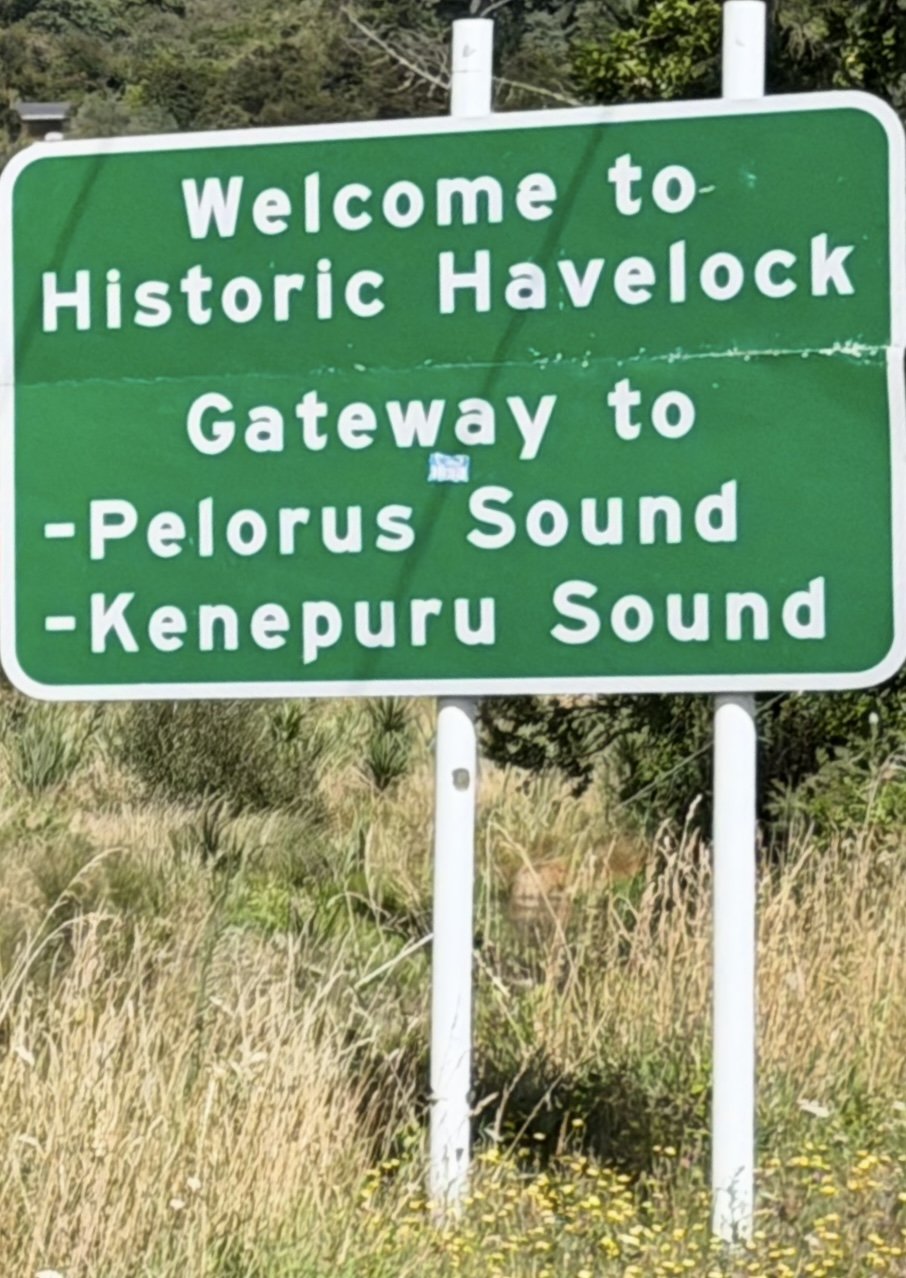 Welcome to
Historic Havelock
Gateway to
-Pelorus Sound
-Kenepuru Sound